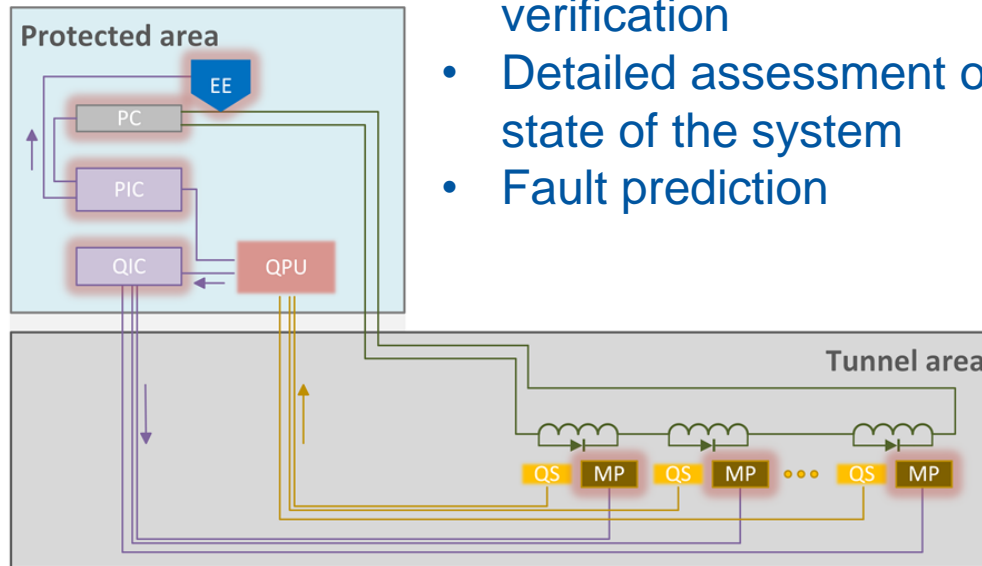 verification
• Detailed assessment o
state of the system
• Fault prediction
Protected area
EE
PC
PIC
QIC
QPU
Tunnel area
QS MP QS MP QS MP